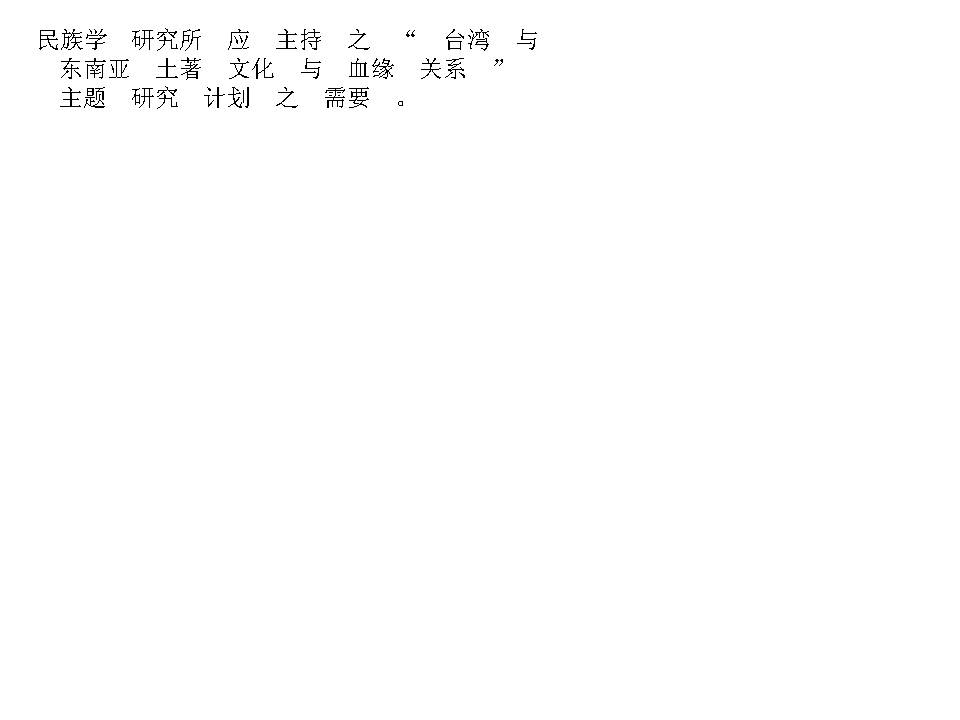 民族学 研究所 应 主持 之 “ 台湾 与
东南亚 土著 文化 与 血缘 关系 ”
主题 研究 计划 之 需要 。